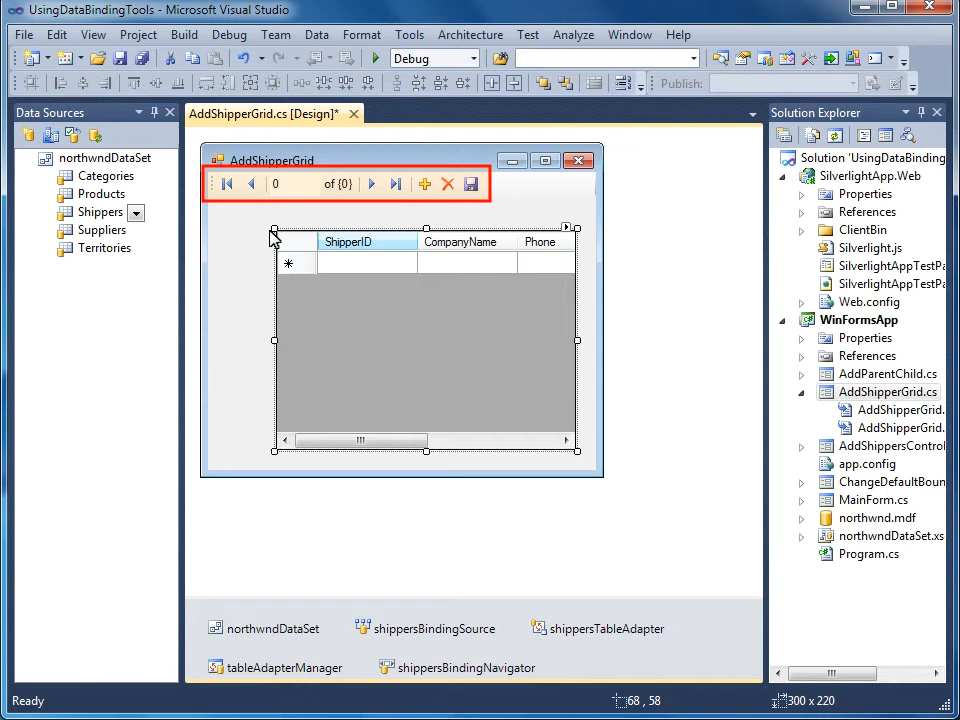 UsingDataBindingTools - Microsoft Visual Studio
File Edit View Project Build Debug Team Data Format Tools Architecture Test Analyze Window Help
Debug
Publish:
Data Sources
northwndDataSet
Categories
Products
Shippers
Suppliers
Territories
AddShipperGrid.cs [Design]*
AddShipperGrid
0 of {0}
ShipperID CompanyName Phone
northwndDataSet shippersBindingSource shippersTableAdapter
tableAdapterManager shippersBindingNavigator
Solution Explorer
Solution 'UsingDataBinding
SilverlightApp.Web
Properties
References
ClientBin
Silverlight.js
SilverlightAppTestPa
SilverlightAppTestPa
Web.config
WinFormsApp
Properties
References
AddParentChild.cs
AddShipperGrid.cs
AddShipperGrid.
AddShipperGrid.
AddShippersControl
app.config
ChangeDefaultBoun
MainForm.cs
northwnd.mdf
northwndDataSet.xs
Program.cs
Ready 68 , 58 300 x 220